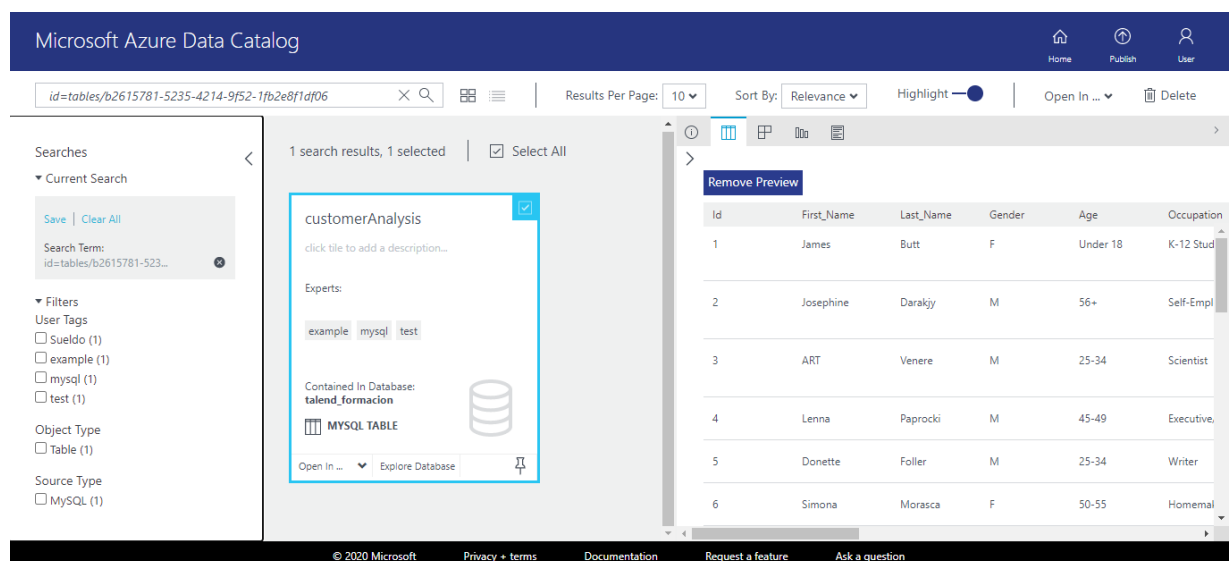 Microsoft Azure Data Catalog
Home
Publish
User
id=tables/b2615781-5235-4214-9f52-1fb2e8f1df06
Results Per Page: 10
Sort By: Relevance
Highlight
Open In ...
Delete
Searches
Current Search
Save | Clear All
Search Term:
id=tables/b2615781-523...
Filters
User Tags
Sueldo (1)
example (1)
mysql (1)
test (1)
Object Type
Table (1)
Source Type
MySQL (1)
1 search results, 1 selected
Select All
customerAnalysis
click tile to add a description...
Experts:
example mysql test
Contained In Database:
talend_formacion
MYSQL TABLE
Open In ... Explore Database
Remove Preview
Id First_Name Last_Name Gender Age Occupation
1 James Butt F Under 18 K-12 Stud
2 Josephine Darakjy M 56+ Self-Empl
3 ART Venere M 25-34 Scientist
4 Lenna Paprocki M 45-49 Executive/
5 Donette Foller M 25-34 Writer
6 Simona Morasca F 50-55 Homemak
© 2020 Microsoft Privacy + terms Documentation Request a feature Ask a question